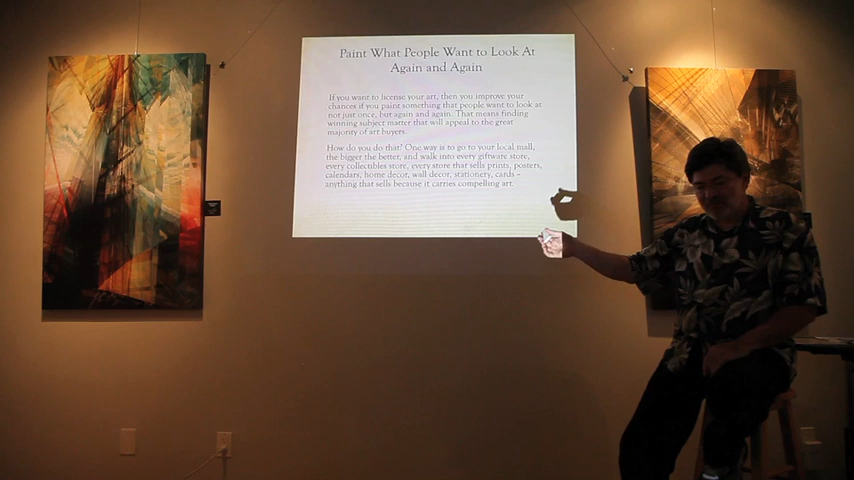 Paint What People Want to Look At
Again and Again
If you want to license your art, then you improve your
chances if you paint something that people want to look at
not just once, but again and again. That means finding
winning subject matter that will appeal to the great
majority of art buyers.
How do you do that? One way is to go to your local mall,
the bigger the better, and walk into every giftware store,
every collectibles store, every store that sells prints, posters,
calendars, home decor, wall decor, stationery, cards –
anything that sells because it carries compelling art.